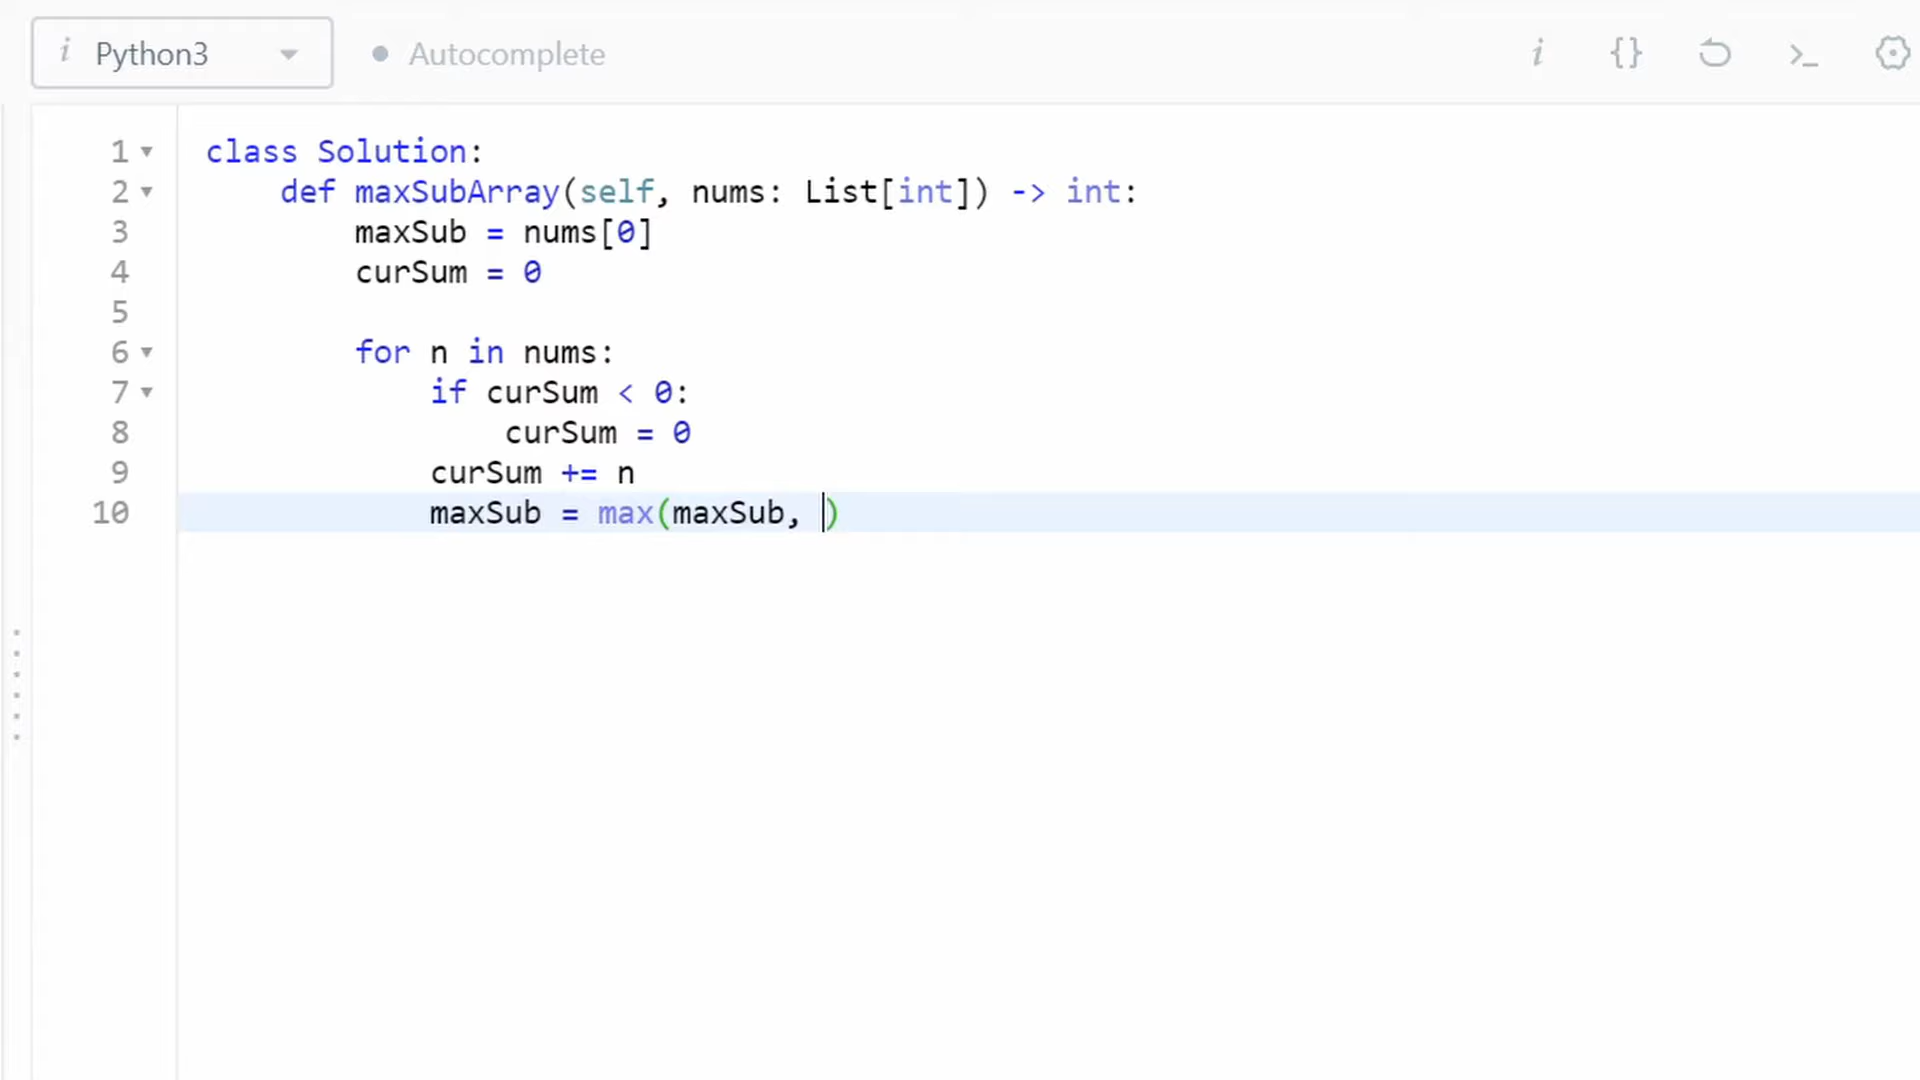 i Python3 Autocomplete i {} >_
1 class Solution:
2 def maxSubArray(self, nums: List[int]) -> int:
3 maxSub = nums[0]
4 curSum = 0
5
6 for n in nums:
7 if curSum < 0:
8 curSum = 0
9 curSum += n
10 maxSub = max(maxSub, )